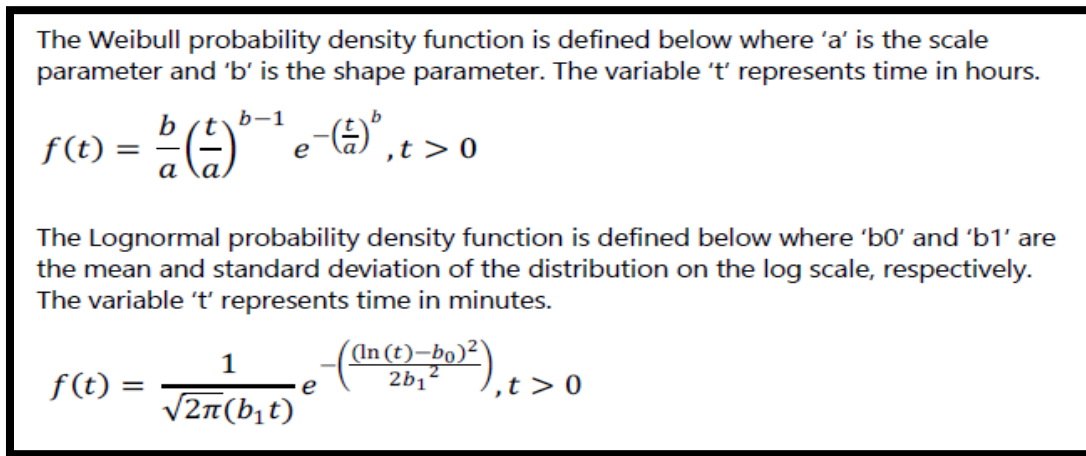 The Weibull probability density function is defined below where ‘a’ is the scale
parameter and ‘b’ is the shape parameter. The variable ‘t’ represents time in hours.
f(t) = b/a (t/a)^(b−1) e^(−(t/a)^b), t > 0
The Lognormal probability density function is defined below where ‘b0’ and ‘b1’ are
the mean and standard deviation of the distribution on the log scale, respectively.
The variable ‘t’ represents time in minutes.
f(t) = 1/(√2π(b₁t)) e^(−((ln (t)−b₀)²/2b₁²)), t > 0